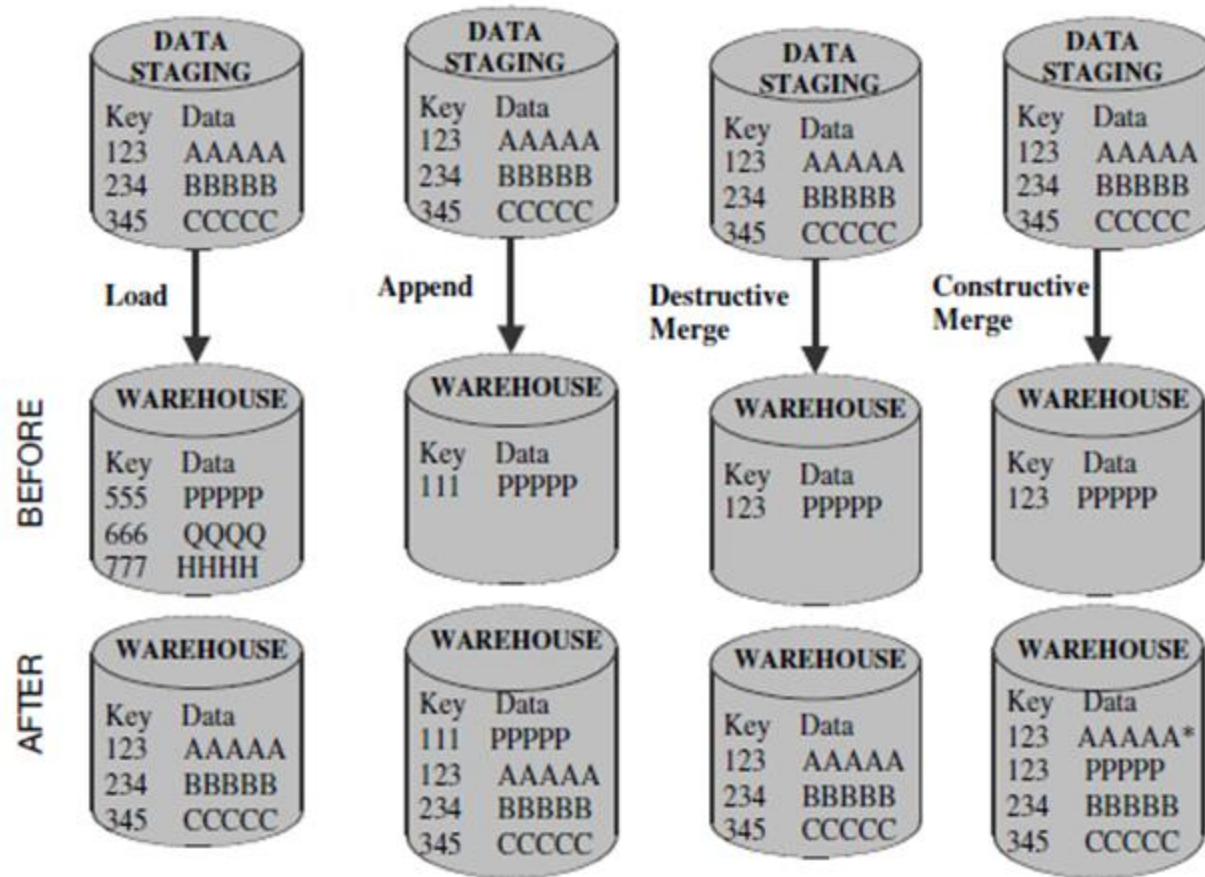 DATA
STAGING
Key Data
123 AAAAA
234 BBBBB
345 CCCCC
DATA
STAGING
Key Data
123 AAAAA
234 BBBBB
345 CCCCC
DATA
STAGING
Key Data
123 AAAAA
234 BBBBB
345 CCCCC
DATA
STAGING
Key Data
123 AAAAA
234 BBBBB
345 CCCCC
Load
Append
Destructive
Merge
Constructive
Merge
BEFORE
WAREHOUSE
Key Data
555 PPPPP
666 QQQQ
777 HHHH
WAREHOUSE
Key Data
111 PPPPP
WAREHOUSE
Key Data
123 PPPPP
WAREHOUSE
Key Data
123 PPPPP
AFTER
WAREHOUSE
Key Data
123 AAAAA
234 BBBBB
345 CCCCC
WAREHOUSE
Key Data
111 PPPPP
123 AAAAA
234 BBBBB
345 CCCCC
WAREHOUSE
Key Data
123 AAAAA
234 BBBBB
345 CCCCC
WAREHOUSE
Key Data
123 AAAAA*
123 PPPPP
234 BBBBB
345 CCCCC